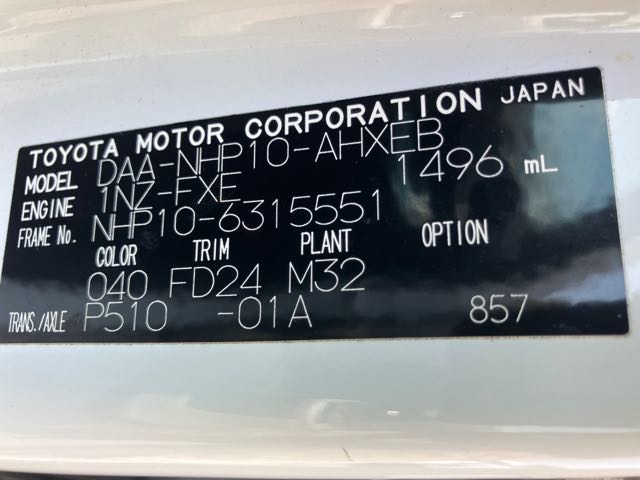 TOYOTA MOTOR CORPORATION JAPAN
MODEL DAA-NHP10-AHXEB
ENGINE 1NZ-FXE 1496 mL
FRAME No. NHP10-6315551
COLOR TRIM PLANT OPTION
040 FD24 M32
TRANS./AXLE P510 -01A 857